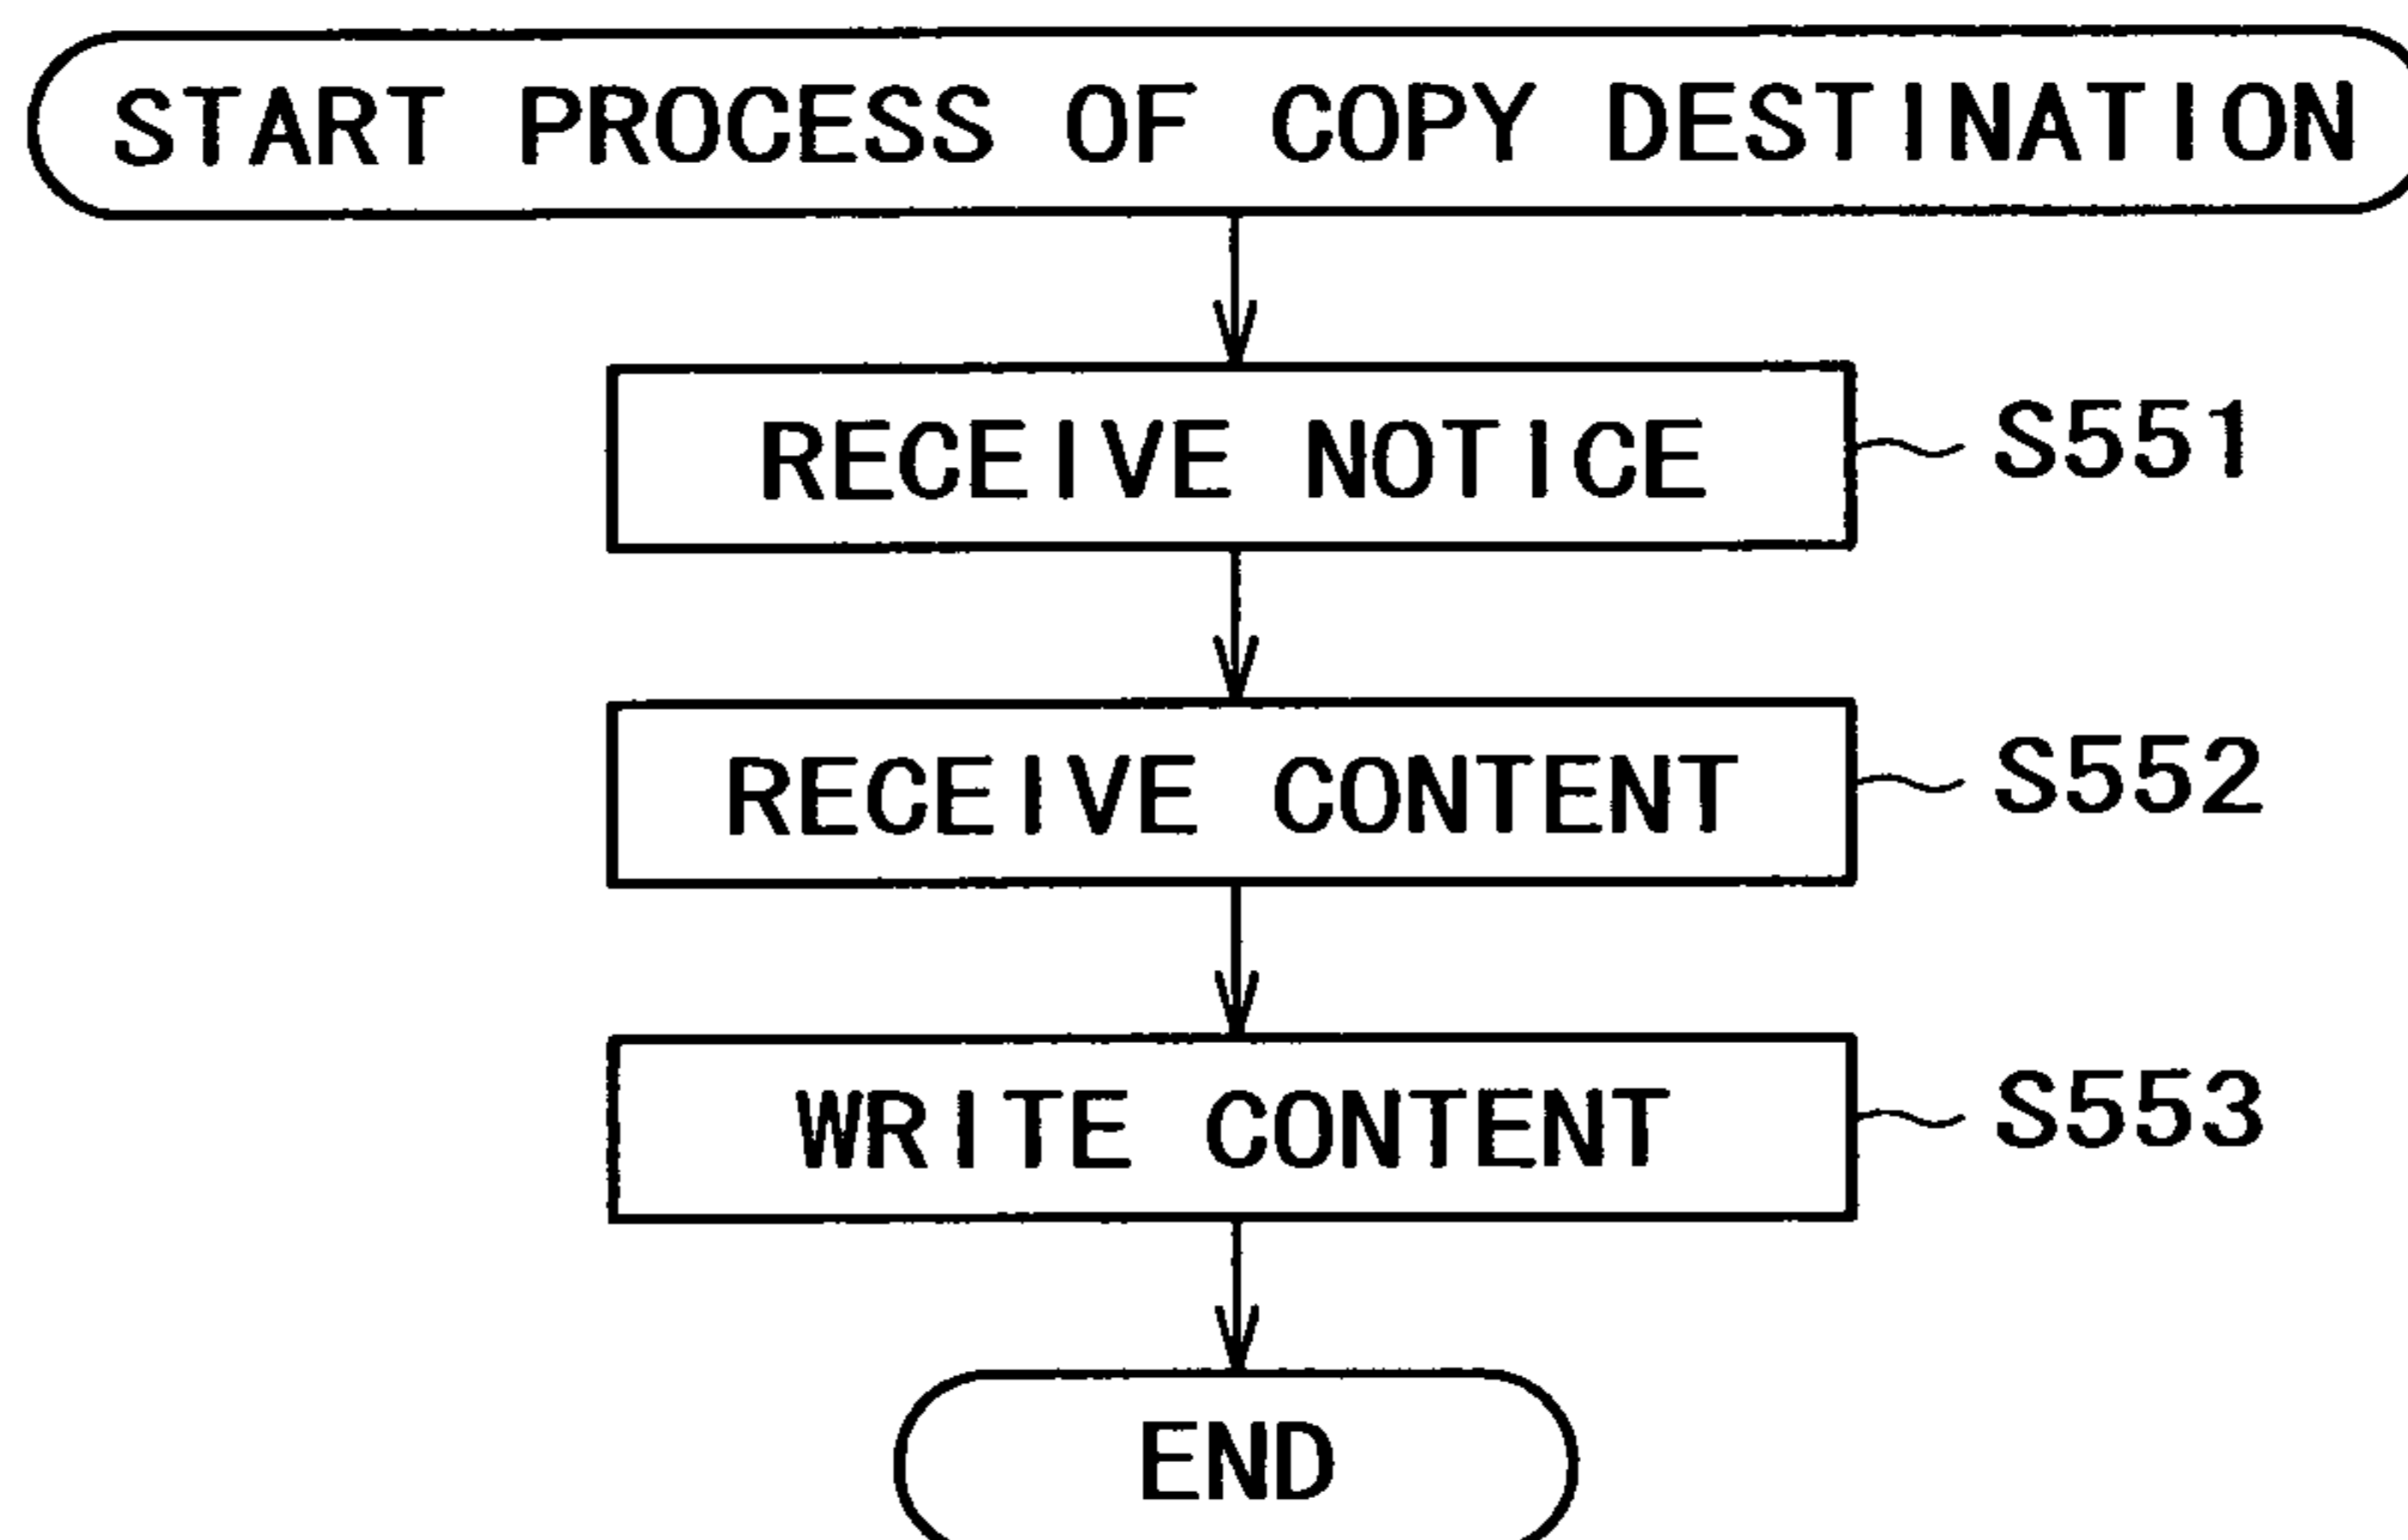 START PROCESS OF COPY DESTINATION
RECEIVE NOTICE S551
RECEIVE CONTENT S552
WRITE CONTENT S553
END